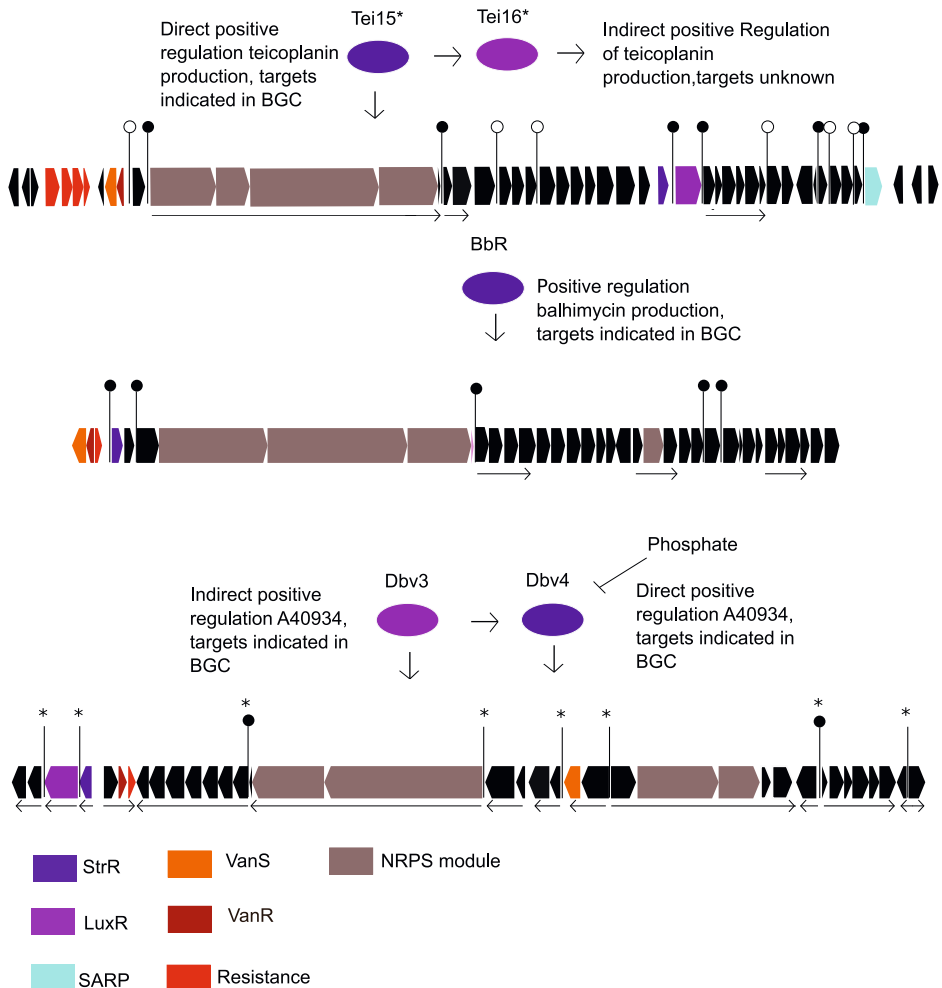 Tei15*
Tei16*
Direct positive
regulation teicoplanin
production, targets
indicated in BGC
Indirect positive Regulation
of teicoplanin
production,targets unknown
BbR
Positive regulation
balhimycin production,
targets indicated in BGC
Phosphate
Dbv3
Dbv4
Indirect positive
regulation A40934,
targets indicated in
BGC
Direct positive
regulation A40934,
targets indicated in
BGC
* * * * * * * *
StrR
VanS
NRPS module
LuxR
VanR
SARP
Resistance